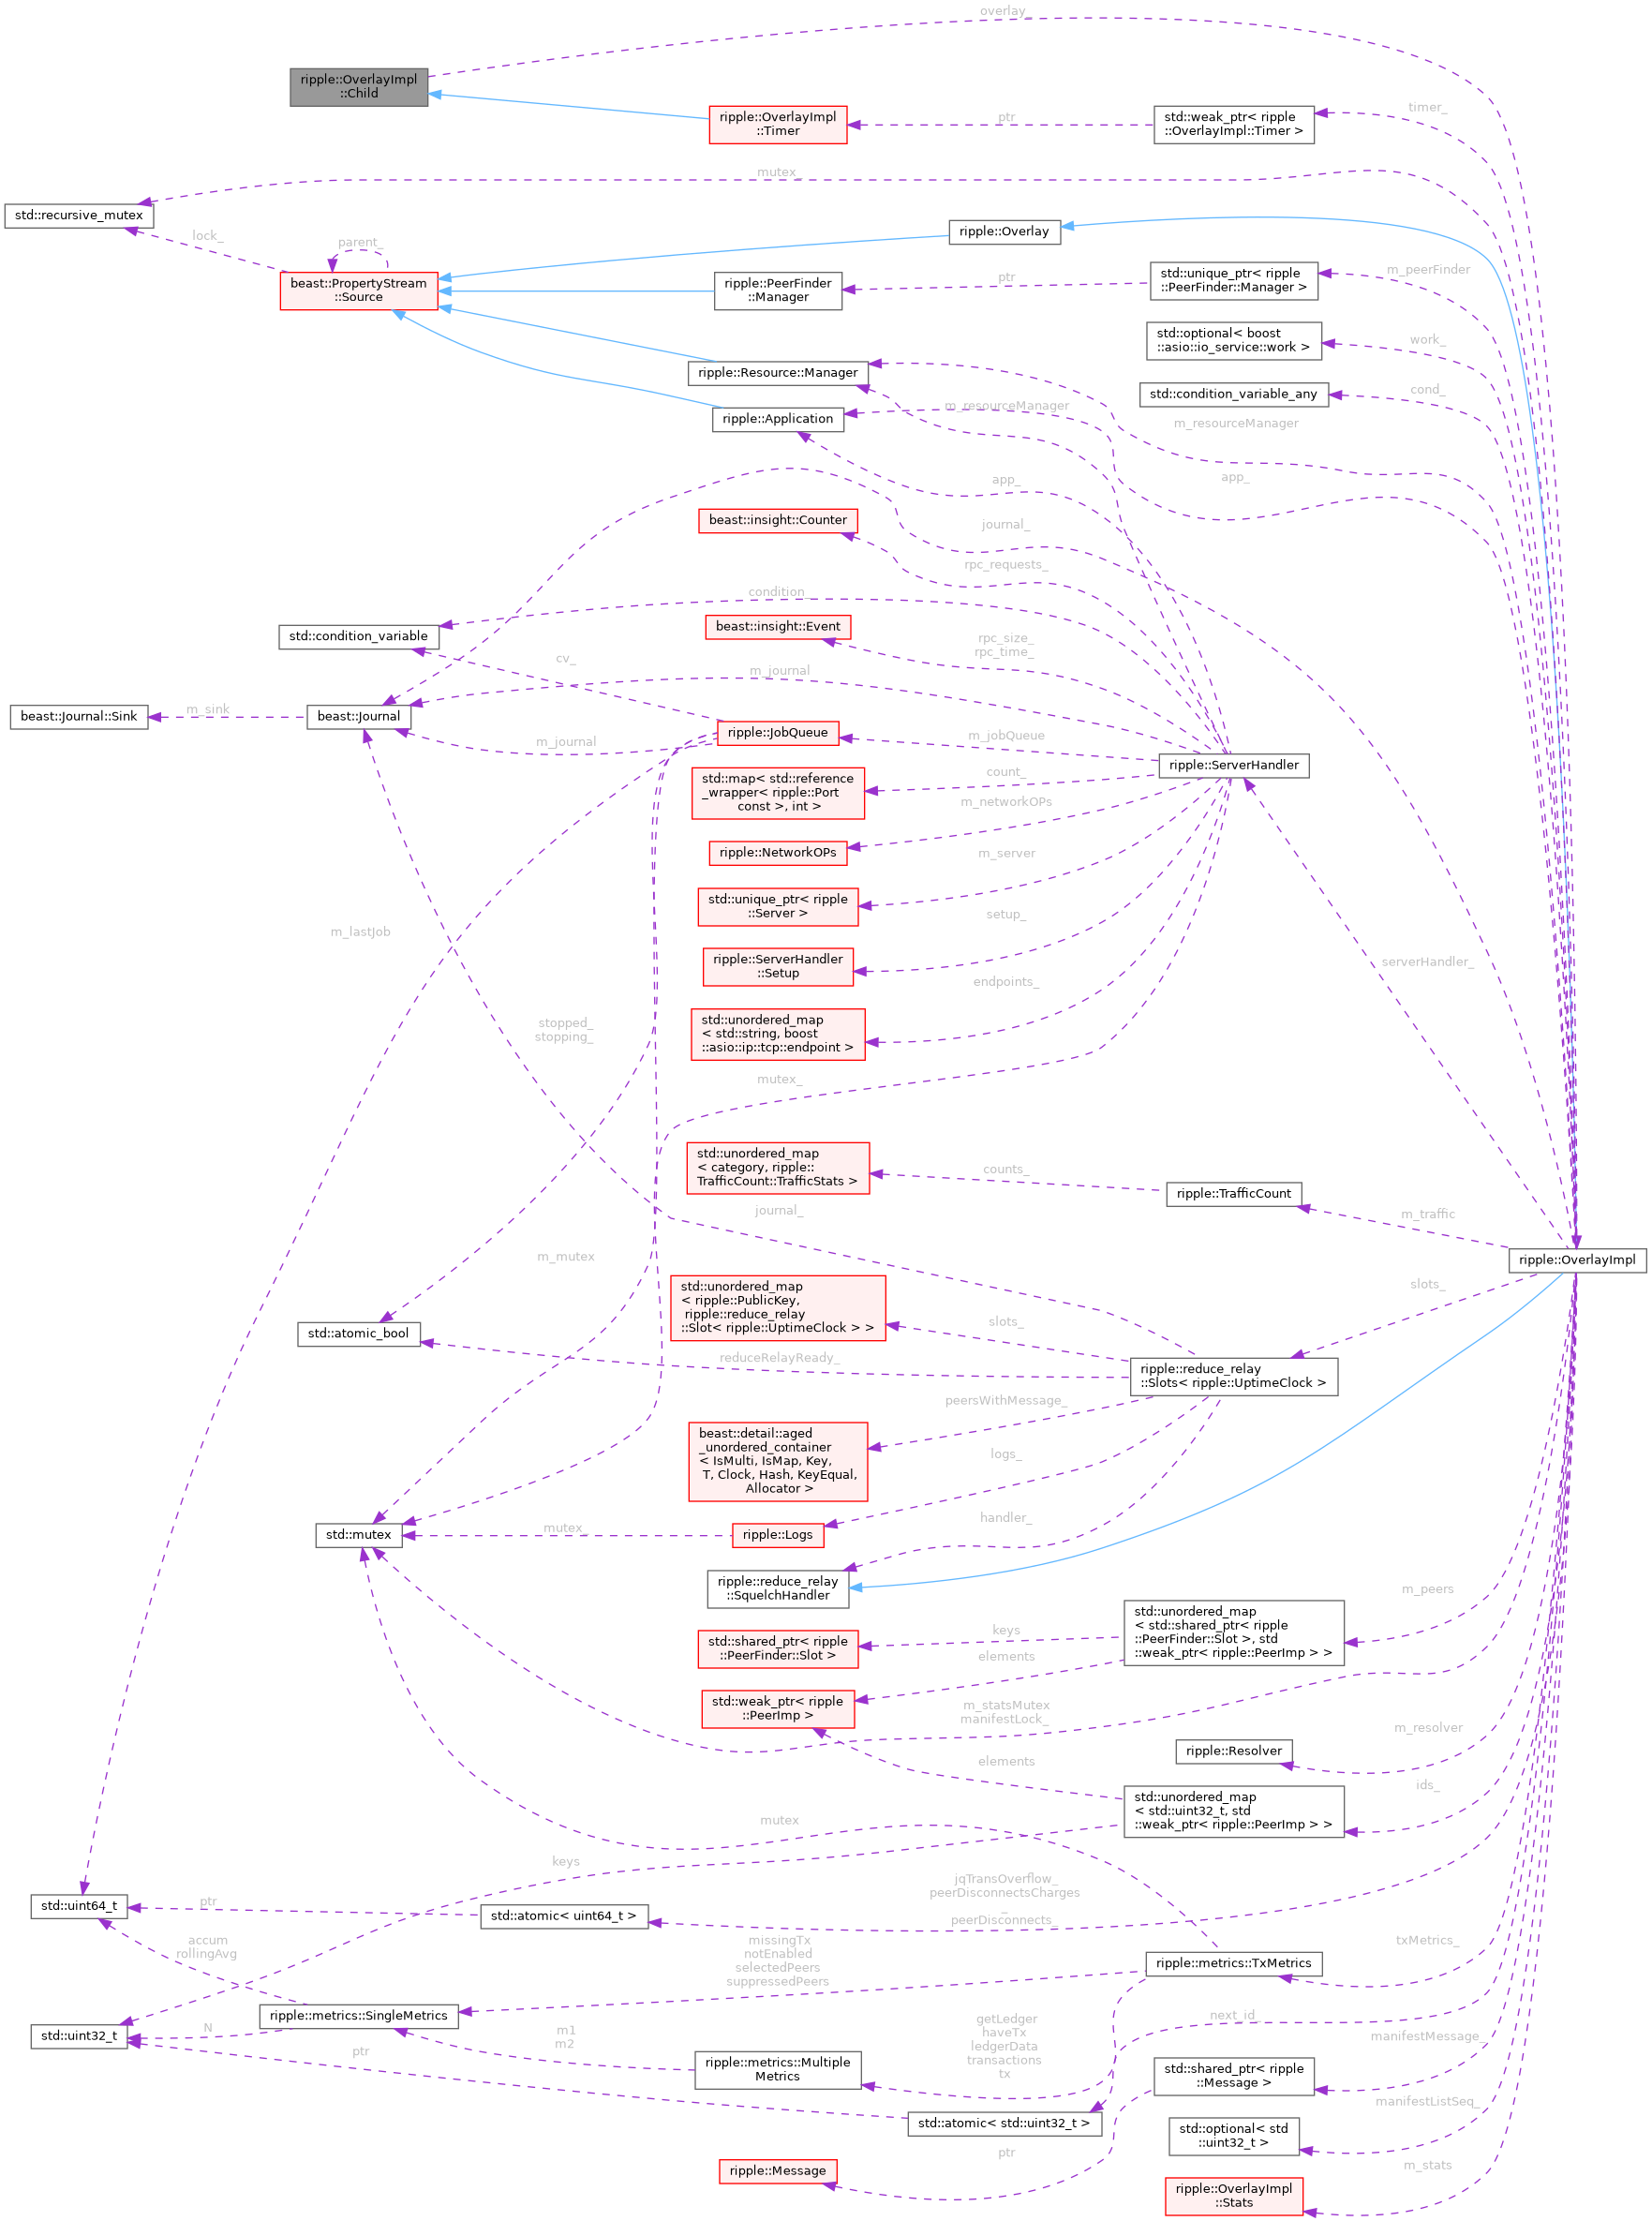 overlay_
ripple::OverlayImpl
::Child
timer_
ripple::OverlayImpl
::Timer
ptr
std::weak_ptr< ripple
::OverlayImpl::Timer >
mutex_
std::recursive_mutex
lock_
parent_
ripple::Overlay
beast::PropertyStream
::Source
ripple::PeerFinder
::Manager
ptr
std::unique_ptr< ripple
::PeerFinder::Manager >
m_peerFinder
std::optional< boost
::asio::io_service::work >
work_
ripple::Resource::Manager
std::condition_variable_any
cond_
m_resourceManager
m_resourceManager
ripple::Application
app_
app_
beast::insight::Counter
journal_
rpc_requests_
condition_
std::condition_variable
beast::insight::Event
rpc_size_
rpc_time_
cv_
m_journal
beast::Journal::Sink
m_sink
beast::Journal
m_journal
ripple::JobQueue
m_jobQueue
ripple::ServerHandler
std::map< std::reference
_wrapper< ripple::Port
const >, int >
count_
m_networkOPs
ripple::NetworkOPs
m_server
std::unique_ptr< ripple
::Server >
setup_
m_lastJob
ripple::ServerHandler
::Setup
serverHandler_
endpoints_
stopped_
stopping_
std::unordered_map
< std::string, boost
::asio::ip::tcp::endpoint >
mutex_
std::unordered_map
< category, ripple::
TrafficCount::TrafficStats >
counts_
ripple::TrafficCount
m_traffic
journal_
m_mutex
ripple::OverlayImpl
slots_
std::unordered_map
< ripple::PublicKey,
ripple::reduce_relay
::Slot< ripple::UptimeClock > >
slots_
std::atomic_bool
reduceRelayReady_
ripple::reduce_relay
::Slots< ripple::UptimeClock >
peersWithMessage_
beast::detail::aged
_unordered_container
< IsMulti, IsMap, Key,
T, Clock, Hash, KeyEqual,
Allocator >
logs_
std::mutex
mutex_
ripple::Logs
handler_
ripple::reduce_relay
::SquelchHandler
m_peers
std::unordered_map
< std::shared_ptr< ripple
::PeerFinder::Slot >, std
::weak_ptr< ripple::PeerImp > >
keys
std::shared_ptr< ripple
::PeerFinder::Slot >
elements
std::weak_ptr< ripple
::PeerImp >
m_statsMutex
manifestLock_
m_resolver
ripple::Resolver
elements
ids_
std::unordered_map
< std::uint32_t, std
::weak_ptr< ripple::PeerImp > >
mutex
keys
jqTransOverflow_
peerDisconnectsCharges
_
peerDisconnects_
std::uint64_t
ptr
std::atomic< uint64_t >
accum
rollingAvg
missingTx
notEnabled
selectedPeers
suppressedPeers
txMetrics_
ripple::metrics::TxMetrics
ripple::metrics::SingleMetrics
next_id_
std::uint32_t
N
m1
m2
getLedger
haveTx
ledgerData
transactions
tx
manifestMessage_
ptr
ripple::metrics::Multiple
Metrics
std::shared_ptr< ripple
::Message >
std::atomic< std::uint32_t >
manifestListSeq_
std::optional< std
::uint32_t >
ptr
ripple::Message
m_stats
ripple::OverlayImpl
::Stats